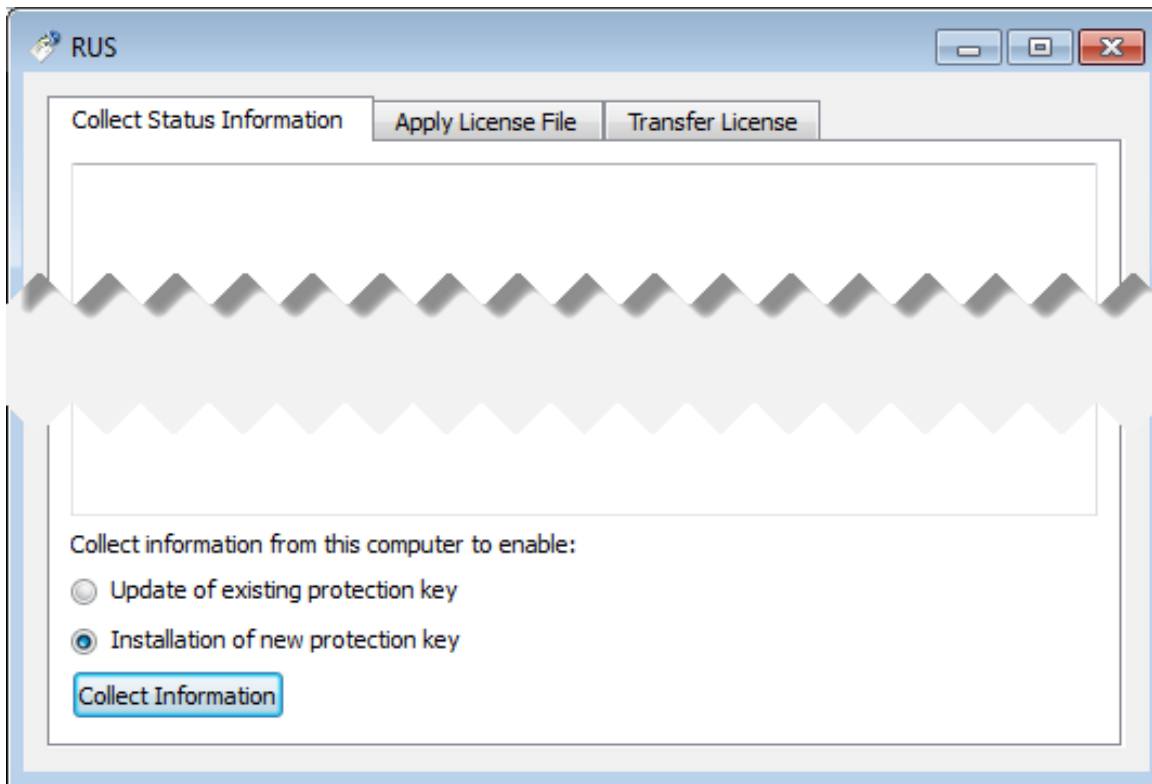 RUS
Collect Status Information
Apply License File
Transfer License
Collect information from this computer to enable:
Update of existing protection key
Installation of new protection key
Collect Information